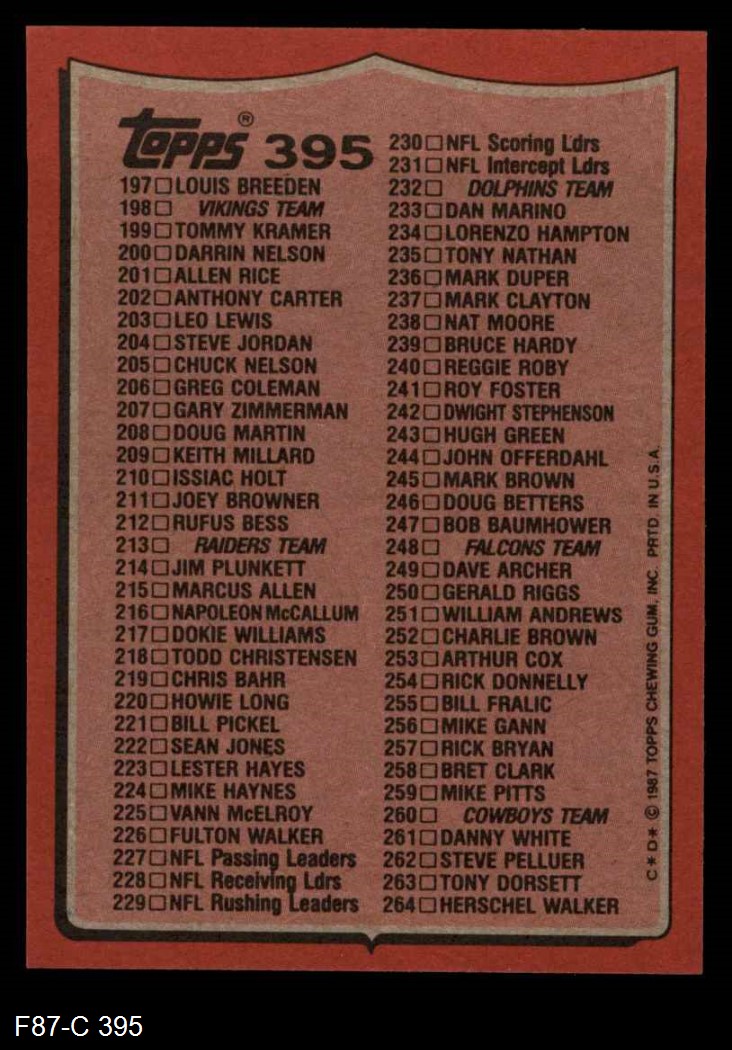 TOPPS® 395
197 LOUIS BREEDEN
198 VIKINGS TEAM
199 TOMMY KRAMER
200 DARRIN NELSON
201 ALLEN RICE
202 ANTHONY CARTER
203 LEO LEWIS
204 STEVE JORDAN
205 CHUCK NELSON
206 GREG COLEMAN
207 GARY ZIMMERMAN
208 DOUG MARTIN
209 KEITH MILLARD
210 ISSIAC HOLT
211 JOEY BROWNER
212 RUFUS BESS
213 RAIDERS TEAM
214 JIM PLUNKETT
215 MARCUS ALLEN
216 NAPOLEON McCALLUM
217 DOKIE WILLIAMS
218 TODD CHRISTENSEN
219 CHRIS BAHR
220 HOWIE LONG
221 BILL PICKEL
222 SEAN JONES
223 LESTER HAYES
224 MIKE HAYNES
225 VANN McELROY
226 FULTON WALKER
227 NFL Passing Leaders
228 NFL Receiving Ldrs
229 NFL Rushing Leaders
230 NFL Scoring Ldrs
231 NFL Intercept Ldrs
232 DOLPHINS TEAM
233 DAN MARINO
234 LORENZO HAMPTON
235 TONY NATHAN
236 MARK DUPER
237 MARK CLAYTON
238 NAT MOORE
239 BRUCE HARDY
240 REGGIE ROBY
241 ROY FOSTER
242 DWIGHT STEPHENSON
243 HUGH GREEN
244 JOHN OFFERDAHL
245 MARK BROWN
246 DOUG BETTERS
247 BOB BAUMHOWER
248 FALCONS TEAM
249 DAVE ARCHER
250 GERALD RIGGS
251 WILLIAM ANDREWS
252 CHARLIE BROWN
253 ARTHUR COX
254 RICK DONNELLY
255 BILL FRALIC
256 MIKE GANN
257 RICK BRYAN
258 BRET CLARK
259 MIKE PITTS
260 COWBOYS TEAM
261 DANNY WHITE
262 STEVE PELLUER
263 TONY DORSETT
264 HERSCHEL WALKER
C*D* © 1987 TOPPS CHEWING GUM, INC. PRTD. IN U.S.A.
F87-C 395